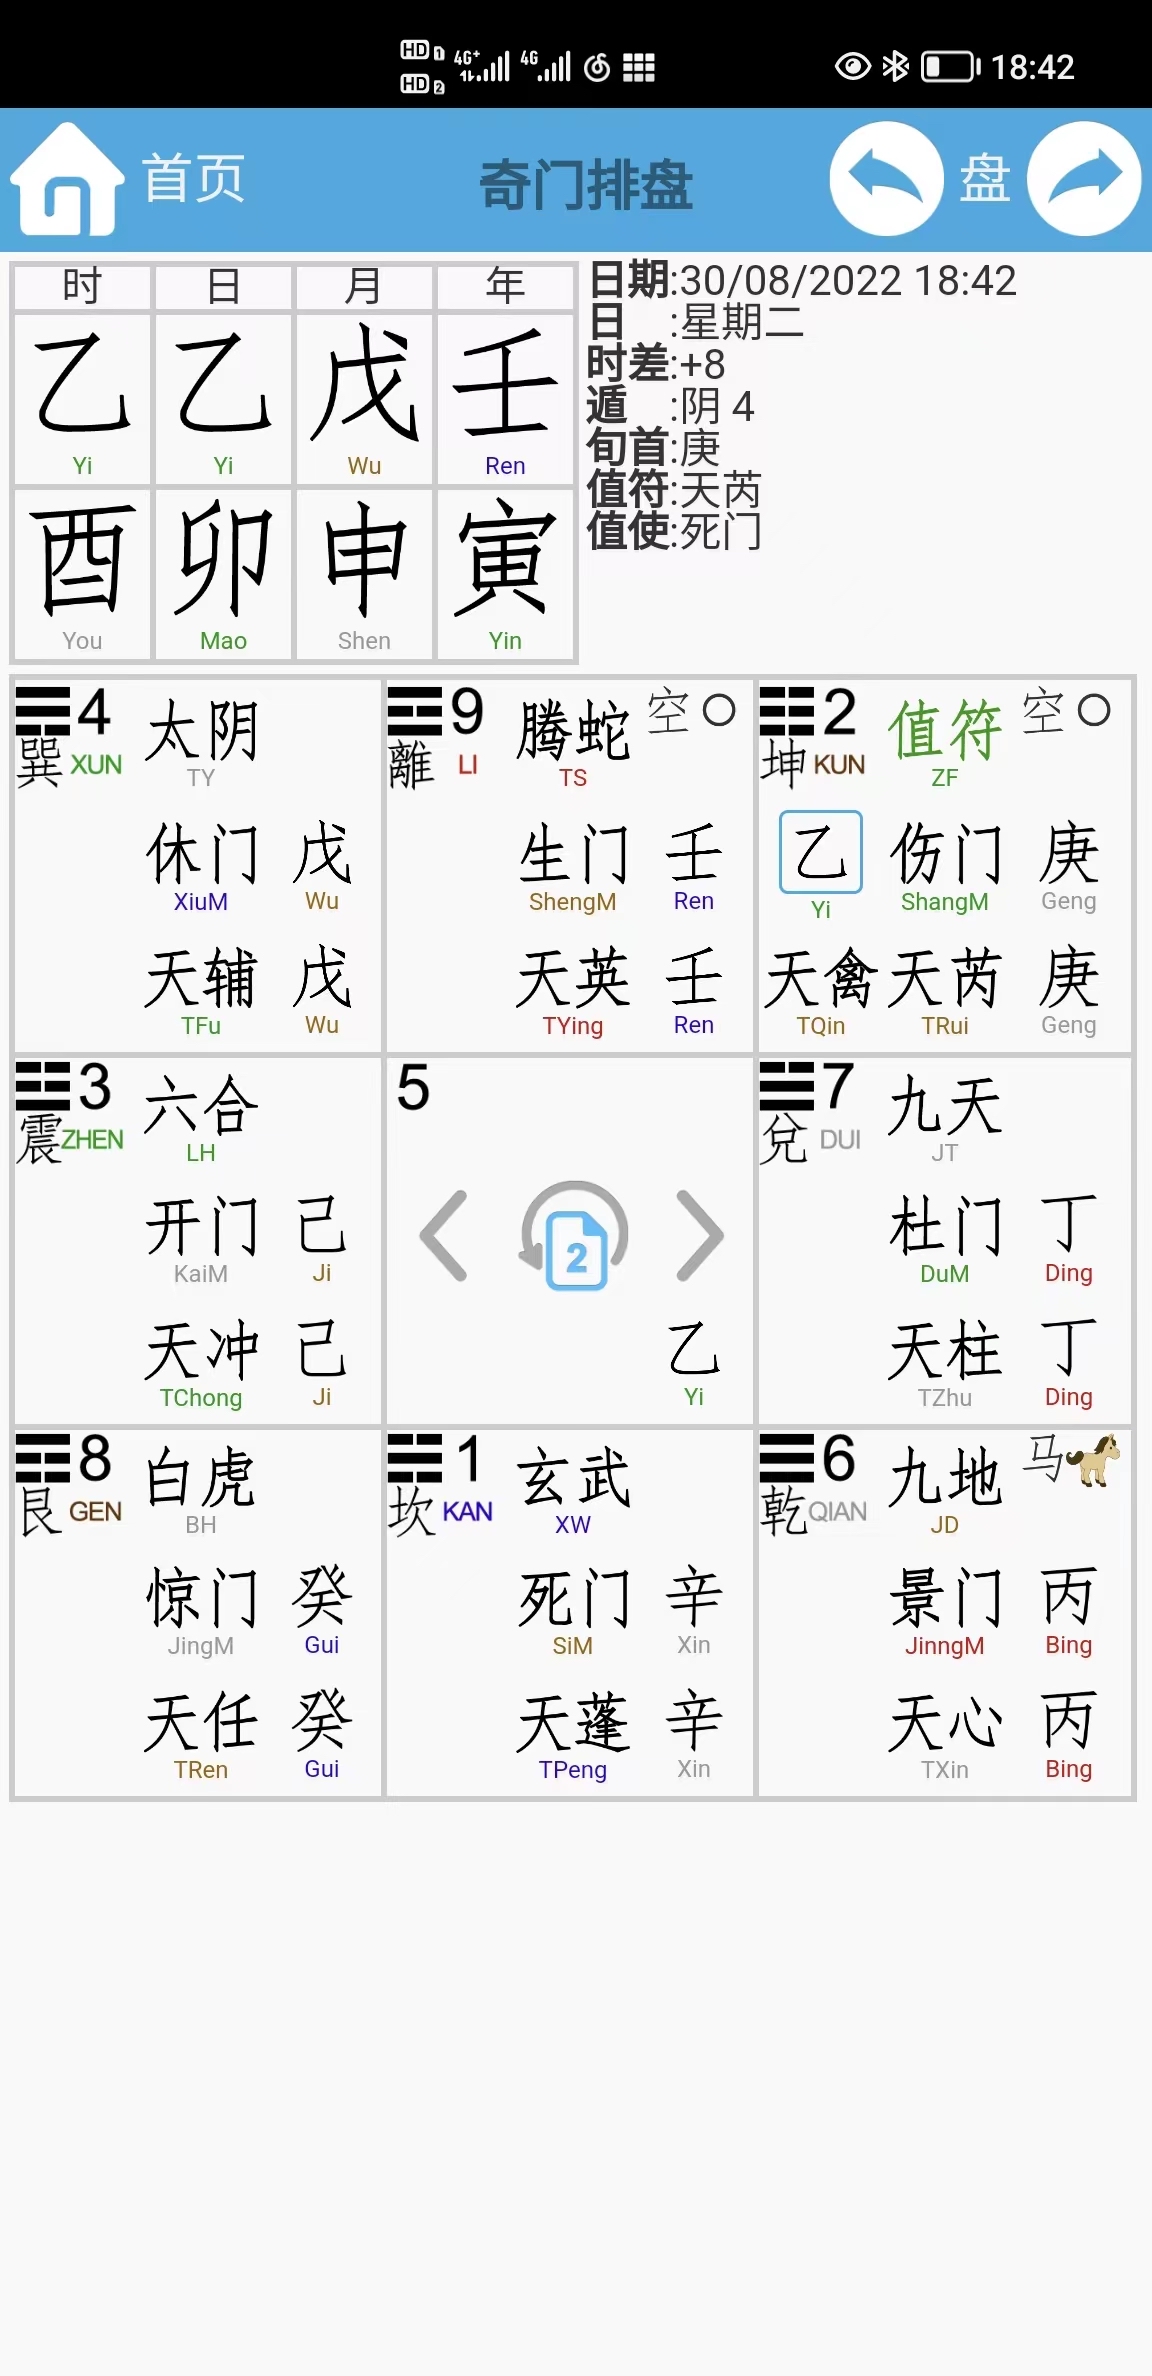 HD 1 4G+ 4G 18:42
HD 2
首页 奇门排盘 盘
时 日 月 年
乙 乙 戊 壬
Yi Yi Wu Ren
酉 卯 申 寅
You Mao Shen Yin
日期:30/08/2022 18:42
日 :星期二
时差:+8
遁 :阴 4
旬首:庚
值符:天芮
值使:死门
4 太阴
巽 XUN TY
休门 戊
XiuM Wu
天辅 戊
TFu Wu
9 腾蛇 空
離 LI TS
生门 壬
ShengM Ren
天英 壬
TYing Ren
2 值符 空
坤 KUN ZF
乙 伤门 庚
Yi ShangM Geng
天禽 天芮 庚
TQin TRui Geng
3 六合
震 ZHEN LH
开门 己
KaiM Ji
天冲 己
TChong Ji
5
2
乙
Yi
7 九天
兌 DUI JT
杜门 丁
DuM Ding
天柱 丁
TZhu Ding
8 白虎
艮 GEN BH
惊门 癸
JingM Gui
天任 癸
TRen Gui
1 玄武
坎 KAN XW
死门 辛
SiM Xin
天蓬 辛
TPeng Xin
6 九地 马
乾 QIAN JD
景门 丙
JinngM Bing
天心 丙
TXin Bing